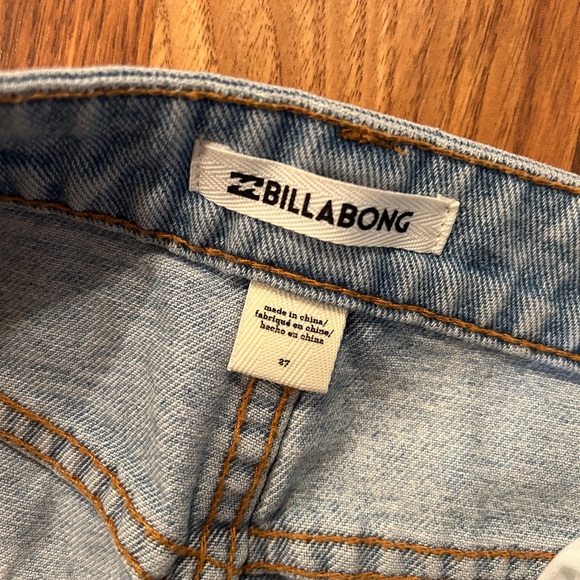 BILLABONG
made in china/
fabriqué en chine/
hecho en china
27